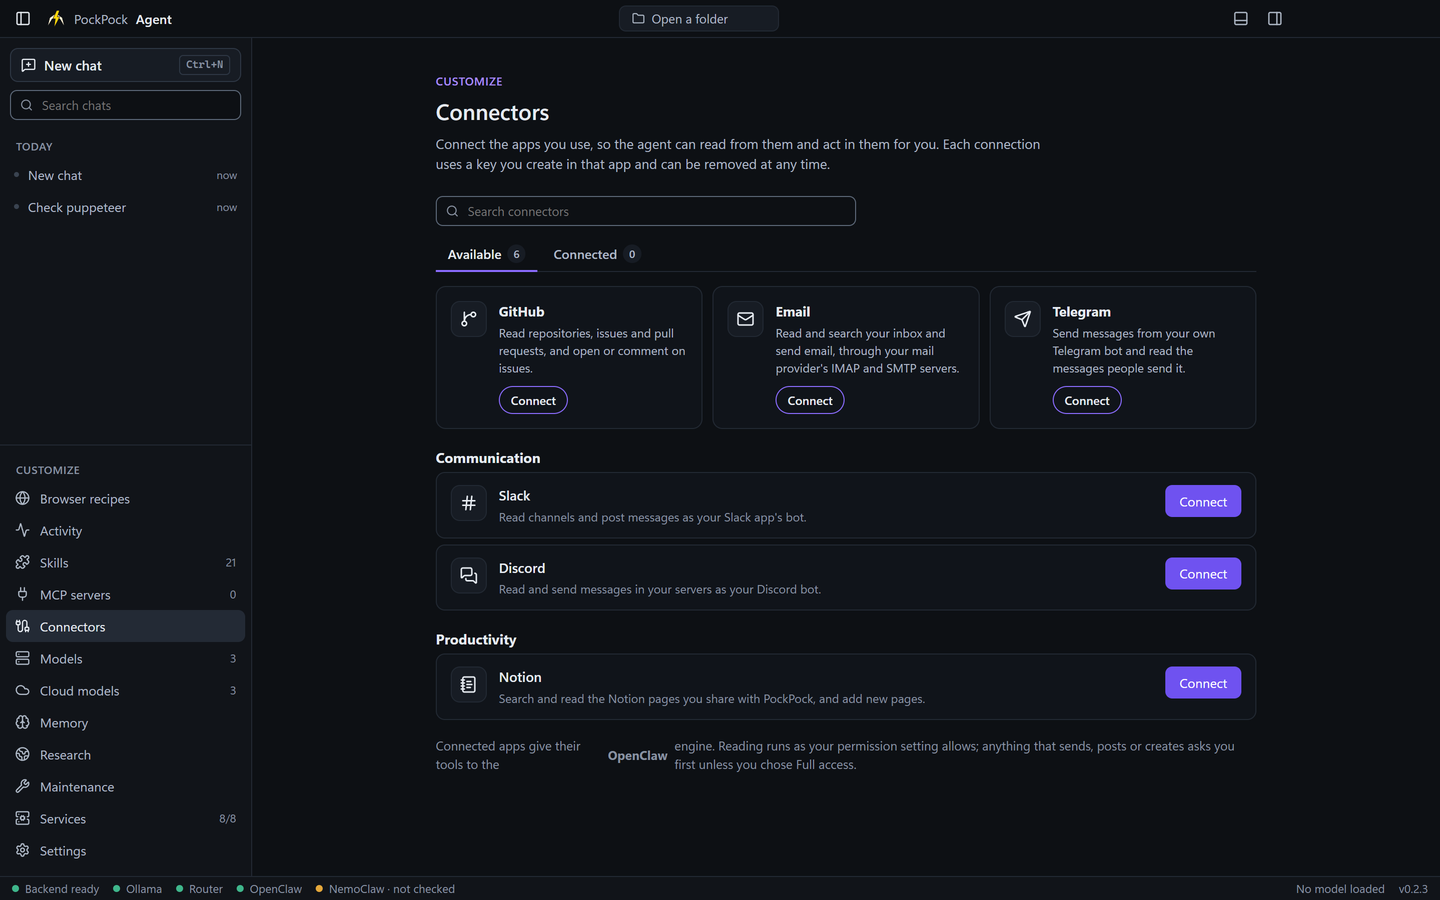 PockPock Agent
Open a folder
New chat
Ctrl+N
Search chats
TODAY
New chat
now
Check puppeteer
now
CUSTOMIZE
Browser recipes
Activity
Skills
21
MCP servers
0
Connectors
Models
3
Cloud models
3
Memory
Research
Maintenance
Services
8/8
Settings
CUSTOMIZE
Connectors
Connect the apps you use, so the agent can read from them and act in them for you. Each connection
uses a key you create in that app and can be removed at any time.
Search connectors
Available 6
Connected 0
GitHub
Read repositories, issues and pull
requests, and open or comment on
issues.
Connect
Email
Read and search your inbox and
send email, through your mail
provider's IMAP and SMTP servers.
Connect
Telegram
Send messages from your own
Telegram bot and read the
messages people send it.
Connect
Communication
Slack
Read channels and post messages as your Slack app's bot.
Connect
Discord
Read and send messages in your servers as your Discord bot.
Connect
Productivity
Notion
Search and read the Notion pages you share with PockPock, and add new pages.
Connect
Connected apps give their
tools to the
OpenClaw
engine. Reading runs as your permission setting allows; anything that sends, posts or creates asks you
first unless you chose Full access.
Backend ready
Ollama
Router
OpenClaw
NemoClaw · not checked
No model loaded
v0.2.3